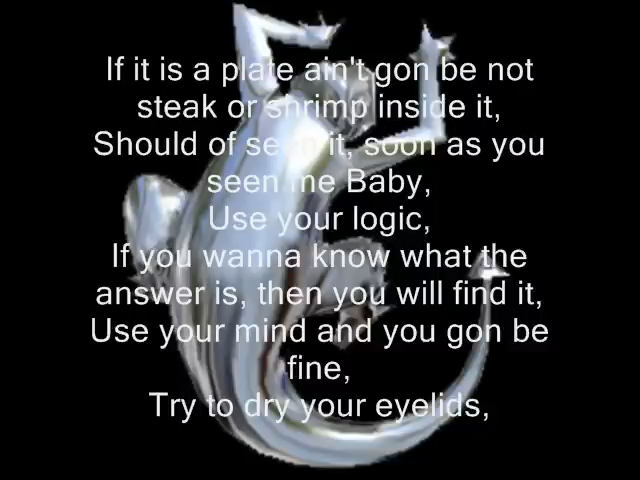 If it is a plate ain't gon be not
steak or shrimp inside it,
Should of seen it, soon as you
seen me Baby,
Use your logic,
If you wanna know what the
answer is, then you will find it,
Use your mind and you gon be
fine,
Try to dry your eyelids,